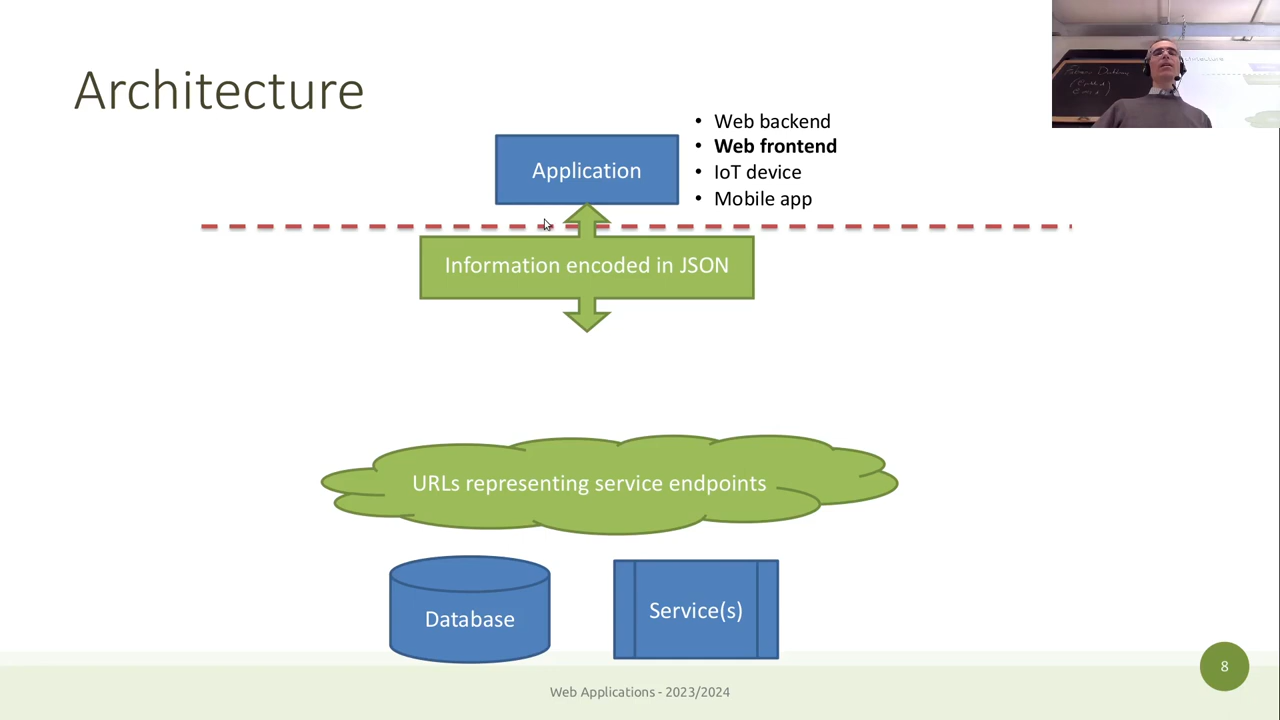 Architecture
Application
• Web backend
• Web frontend
• IoT device
• Mobile app
Information encoded in JSON
URLs representing service endpoints
Database
Service(s)
8
Web Applications - 2023/2024